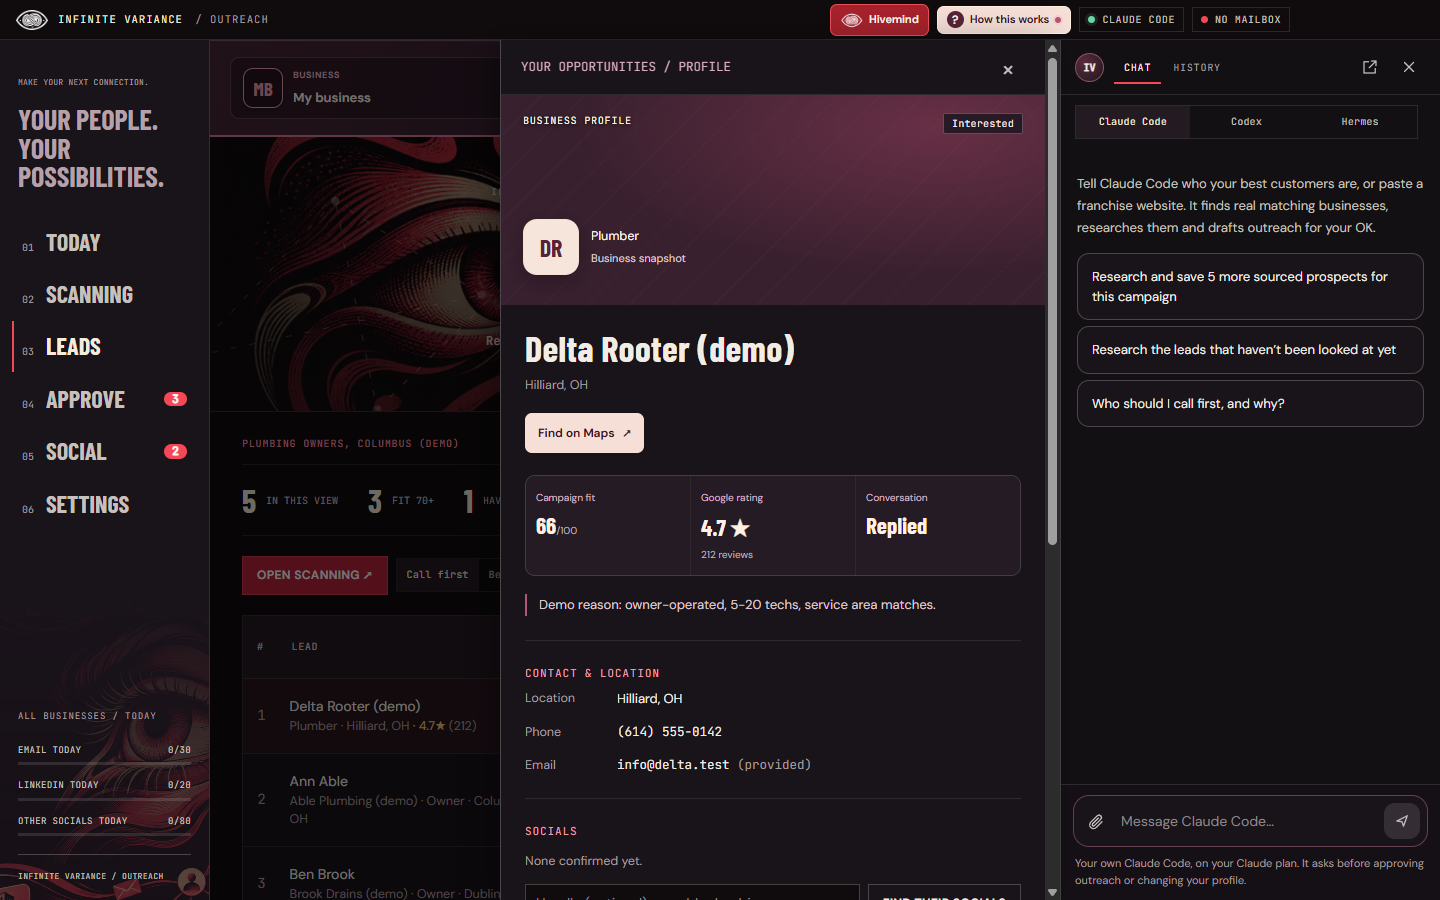 INFINITE VARIANCE / OUTREACH
Hivemind
? How this works
CLAUDE CODE
NO MAILBOX
MAKE YOUR NEXT CONNECTION.
YOUR PEOPLE.
YOUR
POSSIBILITIES.
01 TODAY
02 SCANNING
03 LEADS
04 APPROVE 3
05 SOCIAL 2
06 SETTINGS
ALL BUSINESSES / TODAY
EMAIL TODAY 0/30
LINKEDIN TODAY 0/20
OTHER SOCIALS TODAY 0/80
INFINITE VARIANCE / OUTREACH
MB
BUSINESS
My business
Re
PLUMBING OWNERS, COLUMBUS (DEMO)
5 IN THIS VIEW 3 FIT 70+ 1 HAV
OPEN SCANNING ↗ Call first Be
# LEAD
1 Delta Rooter (demo)
Plumber · Hilliard, OH · 4.7★ (212)
2 Ann Able
Able Plumbing (demo) · Owner · Colu
OH
3 Ben Brook
Brook Drains (demo) · Owner · Dublin
YOUR OPPORTUNITIES / PROFILE ×
BUSINESS PROFILE Interested
DR
Plumber
Business snapshot
Delta Rooter (demo)
Hilliard, OH
Find on Maps ↗
Campaign fit Google rating Conversation
66/100 4.7 ★ Replied
212 reviews
Demo reason: owner-operated, 5-20 techs, service area matches.
CONTACT & LOCATION
Location Hilliard, OH
Phone (614) 555-0142
Email info@delta.test (provided)
SOCIALS
None confirmed yet.
IV CHAT HISTORY
Claude Code Codex Hermes
Tell Claude Code who your best customers are, or paste a
franchise website. It finds real matching businesses,
researches them and drafts outreach for your OK.
Research and save 5 more sourced prospects for
this campaign
Research the leads that haven't been looked at yet
Who should I call first, and why?
Message Claude Code...
Your own Claude Code, on your Claude plan. It asks before approving
outreach or changing your profile.